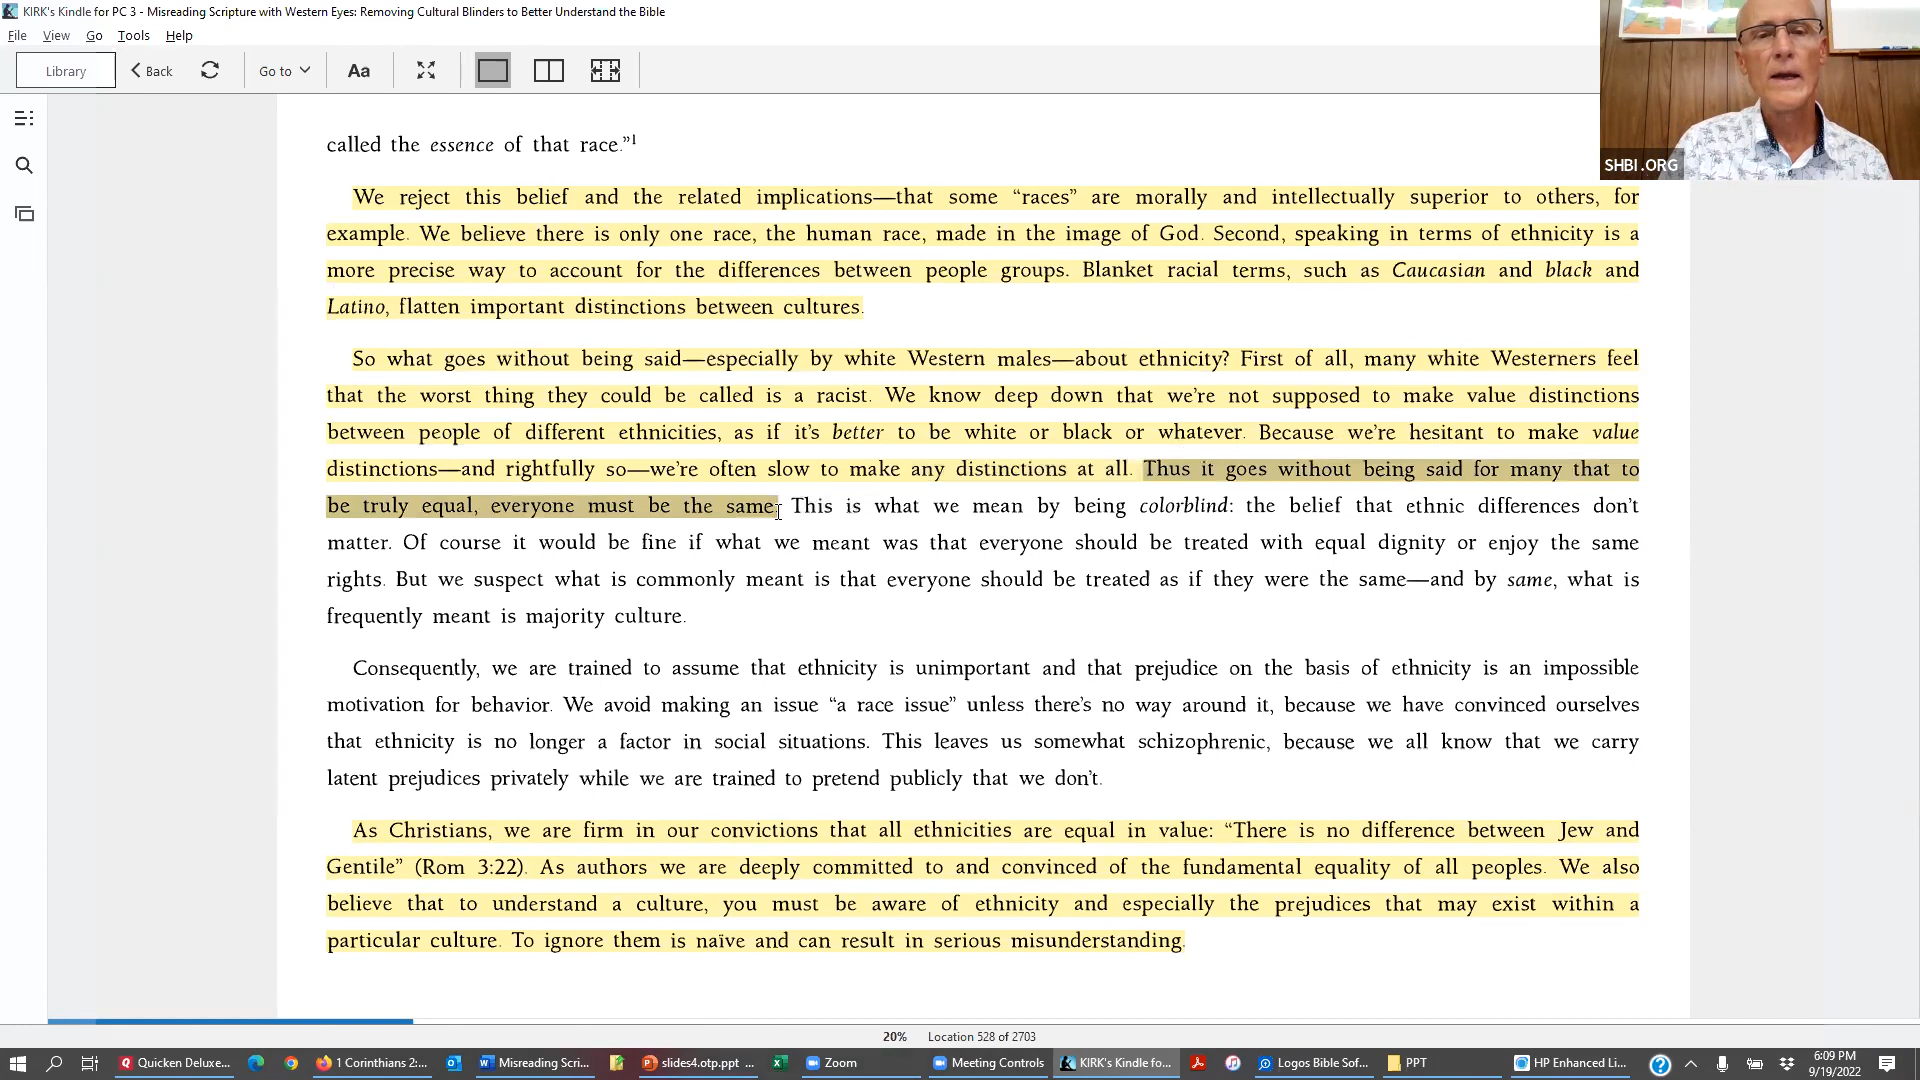 KIRK's Kindle for PC 3 - Misreading Scripture with Western Eyes: Removing Cultural Blinders to Better Understand the Bible
File View Go Tools Help
Library Back Go to Aa
SHBI.ORG
called the essence of that race.”1
We reject this belief and the related implications—that some “races” are morally and intellectually superior to others, for
example. We believe there is only one race, the human race, made in the image of God. Second, speaking in terms of ethnicity is a
more precise way to account for the differences between people groups. Blanket racial terms, such as Caucasian and black and
Latino, flatten important distinctions between cultures.
So what goes without being said—especially by white Western males—about ethnicity? First of all, many white Westerners feel
that the worst thing they could be called is a racist. We know deep down that we’re not supposed to make value distinctions
between people of different ethnicities, as if it’s better to be white or black or whatever. Because we’re hesitant to make value
distinctions—and rightfully so—we’re often slow to make any distinctions at all. Thus it goes without being said for many that to
be truly equal, everyone must be the same. This is what we mean by being colorblind: the belief that ethnic differences don’t
matter. Of course it would be fine if what we meant was that everyone should be treated with equal dignity or enjoy the same
rights. But we suspect what is commonly meant is that everyone should be treated as if they were the same—and by same, what is
frequently meant is majority culture.
Consequently, we are trained to assume that ethnicity is unimportant and that prejudice on the basis of ethnicity is an impossible
motivation for behavior. We avoid making an issue “a race issue” unless there’s no way around it, because we have convinced ourselves
that ethnicity is no longer a factor in social situations. This leaves us somewhat schizophrenic, because we all know that we carry
latent prejudices privately while we are trained to pretend publicly that we don’t.
As Christians, we are firm in our convictions that all ethnicities are equal in value: “There is no difference between Jew and
Gentile” (Rom 3:22). As authors we are deeply committed to and convinced of the fundamental equality of all peoples. We also
believe that to understand a culture, you must be aware of ethnicity and especially the prejudices that may exist within a
particular culture. To ignore them is naïve and can result in serious misunderstanding.
20% Location 528 of 2703
Quicken Deluxe... 1 Corinthians 2:... Misreading Scri... slides4.otp.ppt ... Zoom Meeting Controls KIRK's Kindle fo... Logos Bible Sof... PPT HP Enhanced Li... 6:09 PM
9/19/2022